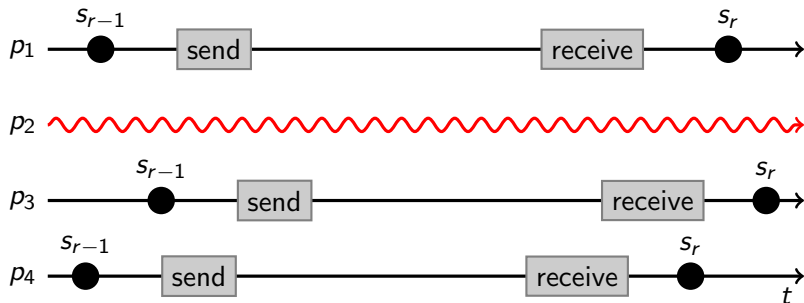 s_{r−1} s_r
p_1 send receive
p_2
s_{r−1} s_r
p_3 send receive
s_{r−1} s_r
p_4 send receive
t